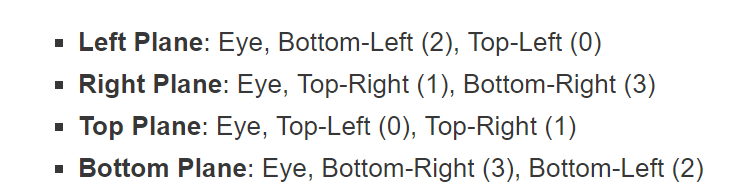 Left Plane: Eye, Bottom-Left (2), Top-Left (0)
Right Plane: Eye, Top-Right (1), Bottom-Right (3)
Top Plane: Eye, Top-Left (0), Top-Right (1)
Bottom Plane: Eye, Bottom-Right (3), Bottom-Left (2)